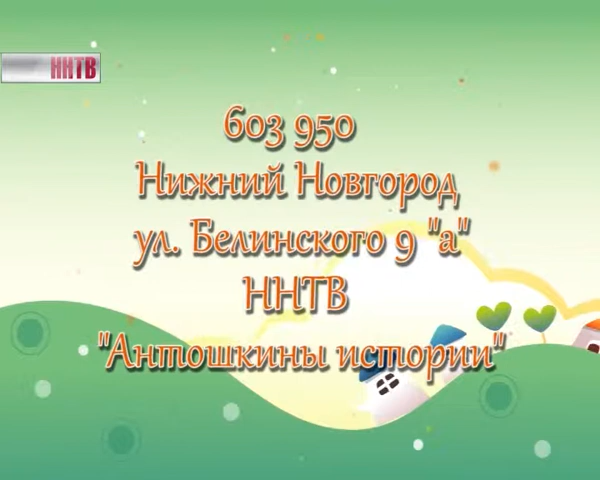 ННТВ
603 950
Нижний Новгород
ул. Белинского 9 "а"
ННТВ
"Антошкины истории"